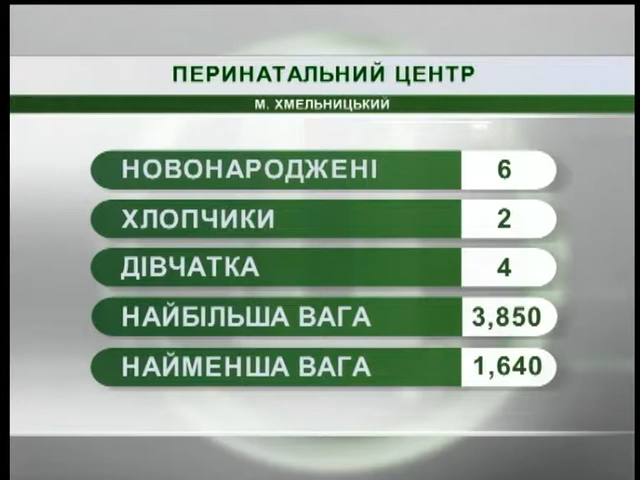 ПЕРИНАТАЛЬНИЙ ЦЕНТР
М. ХМЕЛЬНИЦЬКИЙ
НОВОНАРОДЖЕНІ 6
ХЛОПЧИКИ 2
ДІВЧАТКА 4
НАЙБІЛЬША ВАГА 3,850
НАЙМЕНША ВАГА 1,640